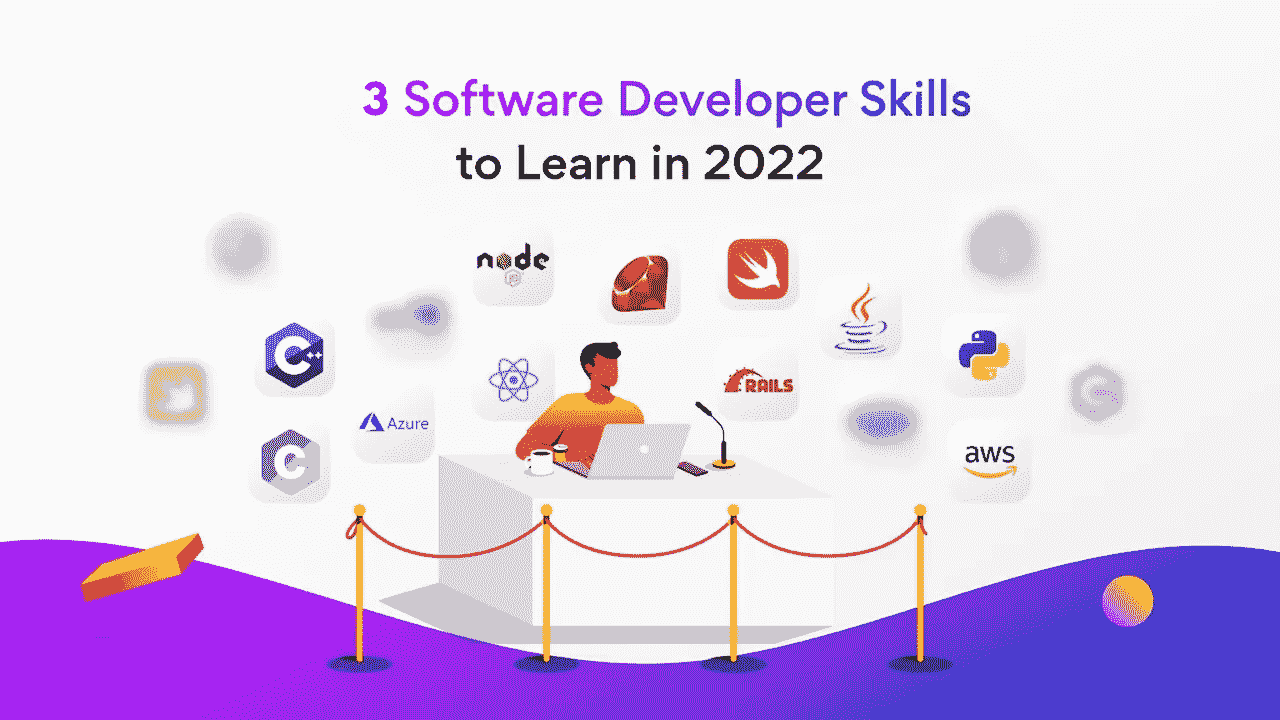 3 Software Developer Skills
to Learn in 2022
node
C++
Azure
RAILS
C
aws